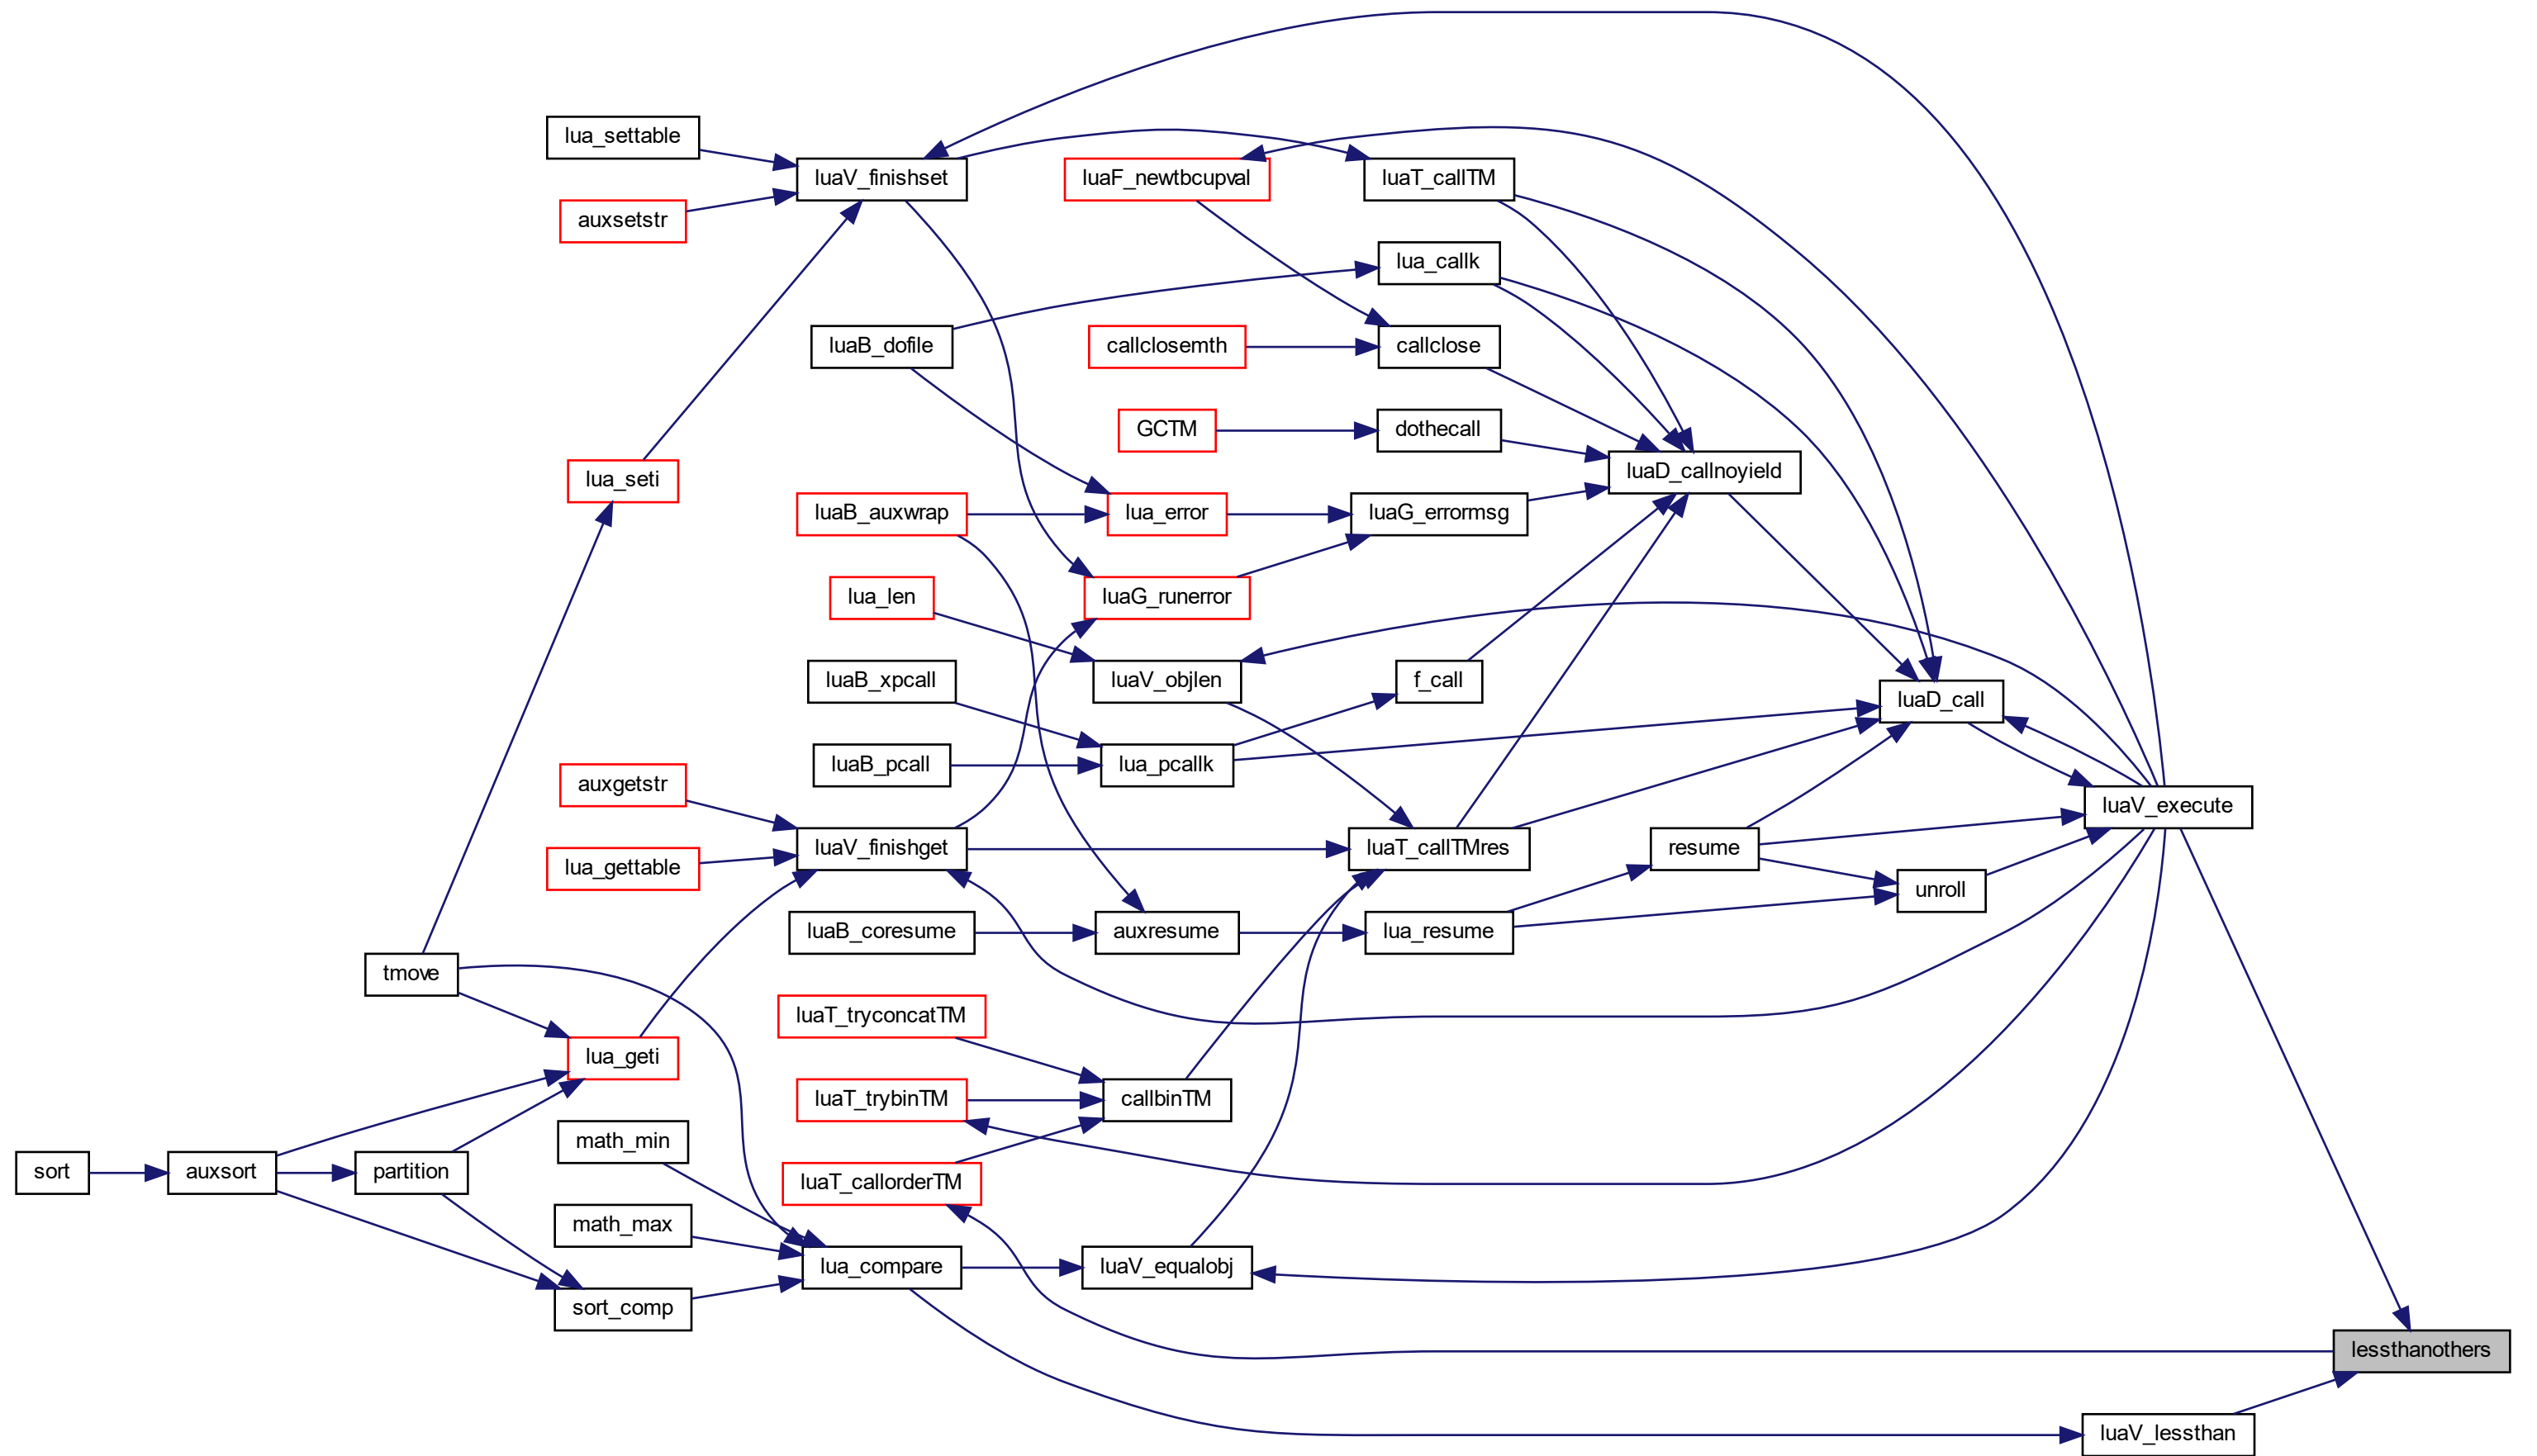 lua_settable
luaV_finishset
luaF_newtbcupval
luaT_callTM
auxsetstr
lua_callk
luaB_dofile
callclosemth
callclose
GCTM
dothecall
lua_seti
luaD_callnoyield
luaB_auxwrap
lua_error
luaG_errormsg
lua_len
luaG_runerror
luaB_xpcall
luaV_objlen
f_call
luaD_call
luaB_pcall
lua_pcallk
auxgetstr
luaV_execute
luaV_finishget
luaT_callTMres
resume
lua_gettable
unroll
luaB_coresume
auxresume
lua_resume
tmove
luaT_tryconcatTM
lua_geti
luaT_trybinTM
callbinTM
math_min
sort
auxsort
partition
luaT_callorderTM
math_max
lua_compare
luaV_equalobj
sort_comp
lessthanothers
luaV_lessthan